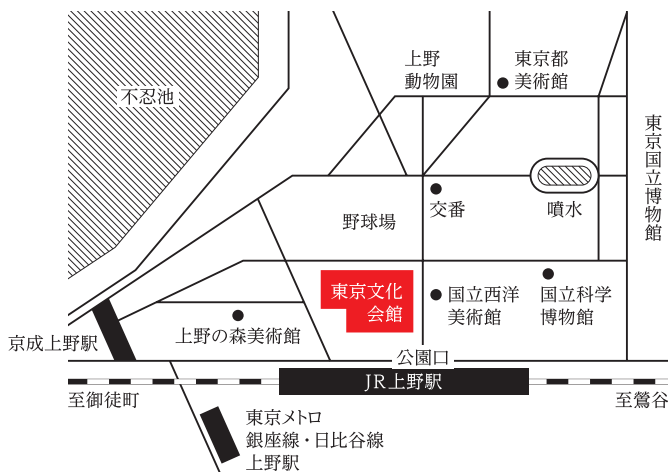 上野
動物園
東京都
美術館
不忍池
東京国立博物館
交番
噴水
野球場
東京文化
会館
国立西洋
美術館
国立科学
博物館
上野の森美術館
京成上野駅
公園口
JR上野駅
至御徒町
至鶯谷
東京メトロ
銀座線・日比谷線
上野駅